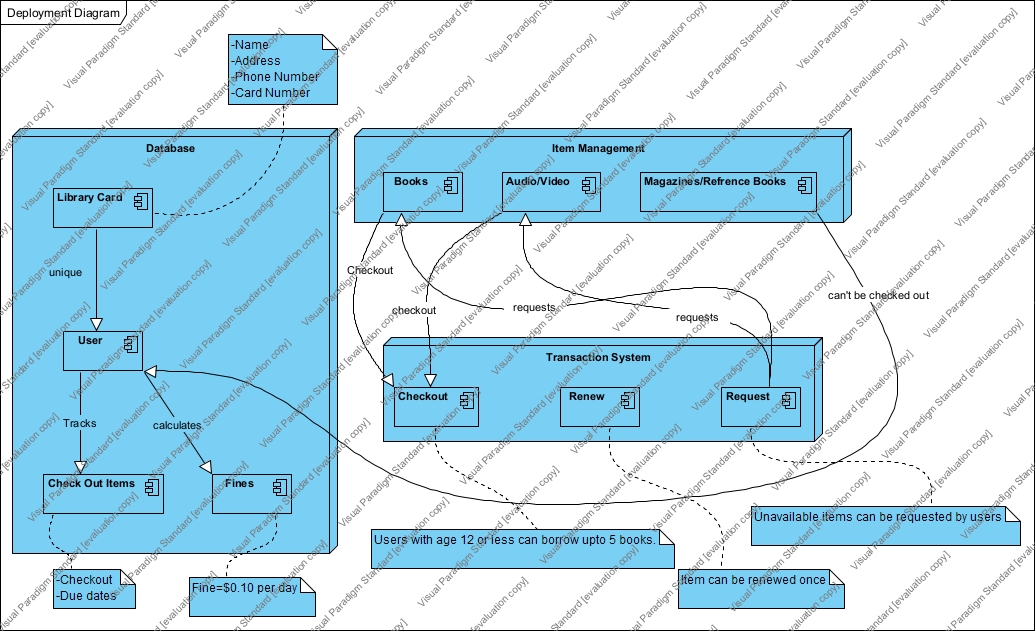 Deployment Diagram
-Name
-Address
-Phone Number
-Card Number
Database
Item Management
Library Card
Books
Audio/Video
Magazines/Refrence Books
unique
Checkout
checkout
requests
requests
can't be checked out
User
Transaction System
Checkout
Renew
Request
Tracks
calculates
Check Out Items
Fines
Users with age 12 or less can borrow upto 5 books.
Unavailable items can be requested by users
-Checkout
-Due dates
Fine=$0.10 per day
Item can be renewed once
Visual Paradigm Standard [evaluation copy]